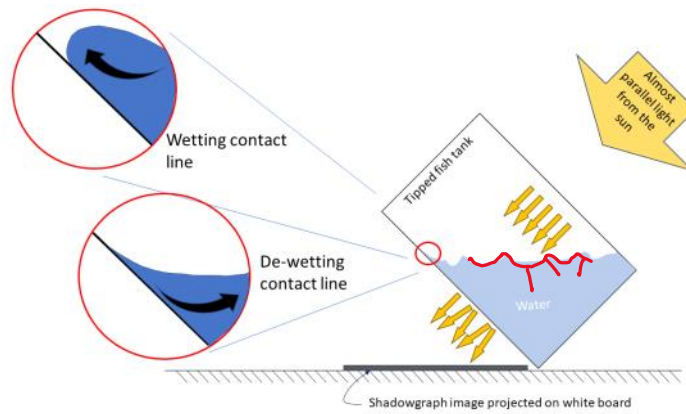 Almost
parallel light
from the
sun
Wetting contact
line
Tipped fish tank
De-wetting
contact line
Water
Shadowgraph image projected on white board